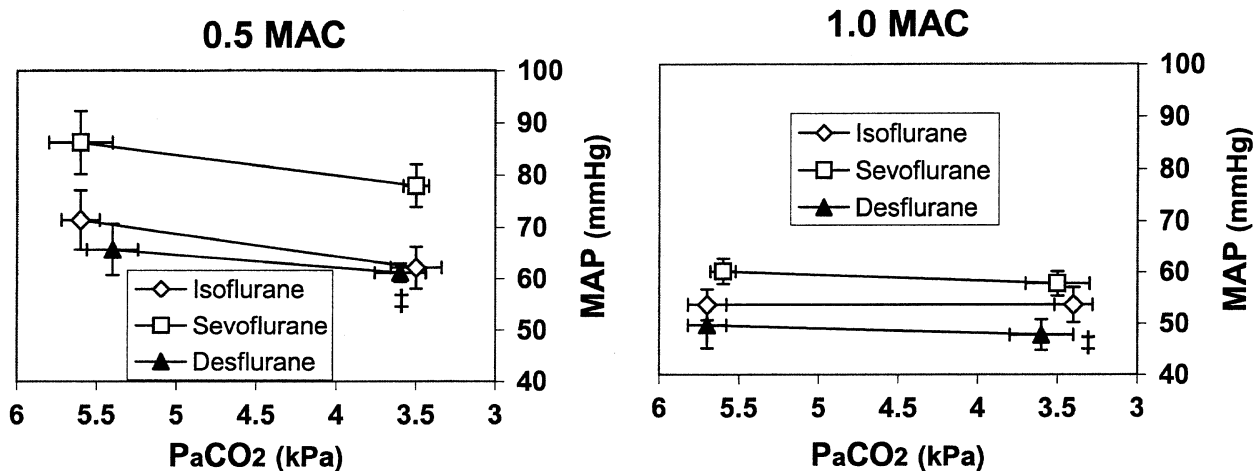 0.5 MAC
100
90
80
70
60
50
40
MAP (mmHg)
Isoflurane
Sevoflurane
Desflurane
‡
6 5.5 5 4.5 4 3.5 3
PaCO2 (kPa)
1.0 MAC
100
90
80
70
60
50
40
MAP (mmHg)
Isoflurane
Sevoflurane
Desflurane
‡
6 5.5 5 4.5 4 3.5 3
PaCO2 (kPa)